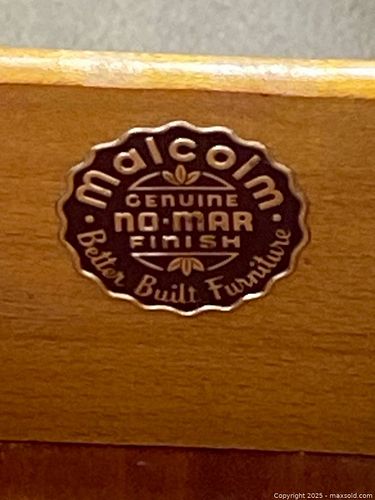 malcolm
GENUINE
NO-MAR
FINISH
Better Built Furniture
Copyright 2025 - maxsold.com